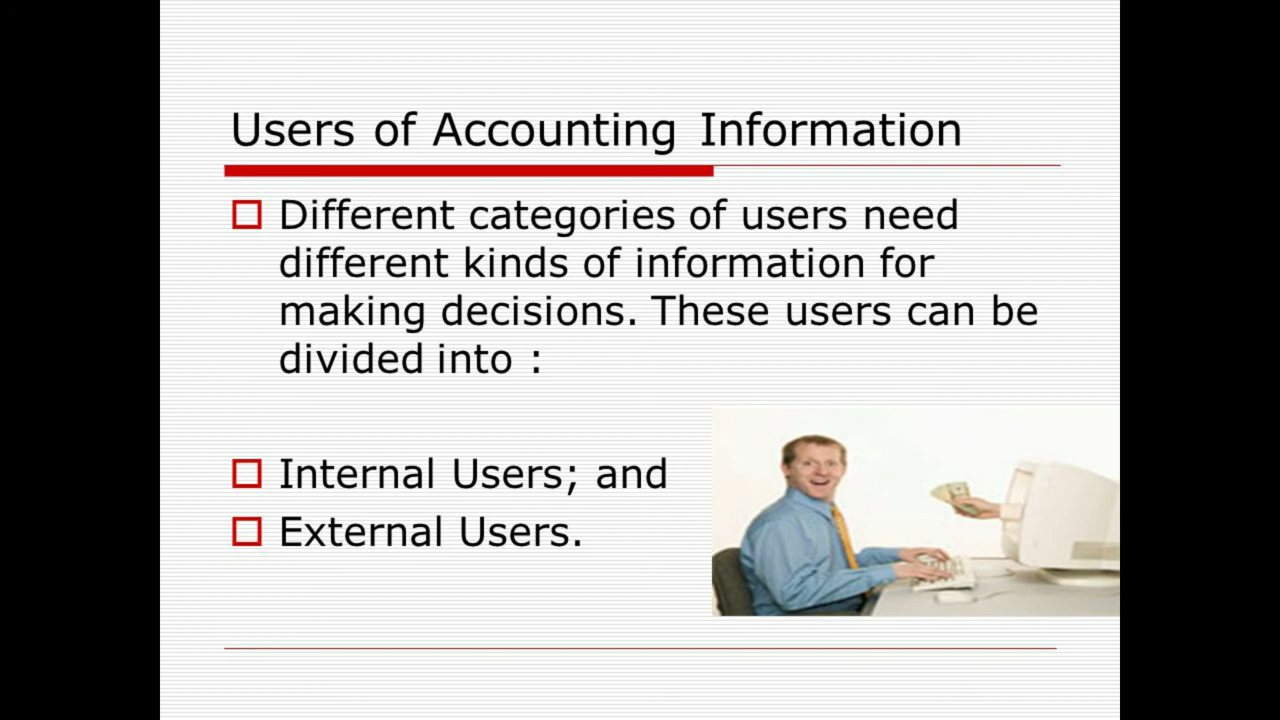 Users of Accounting Information
Different categories of users need
different kinds of information for
making decisions. These users can be
divided into :
Internal Users; and
External Users.